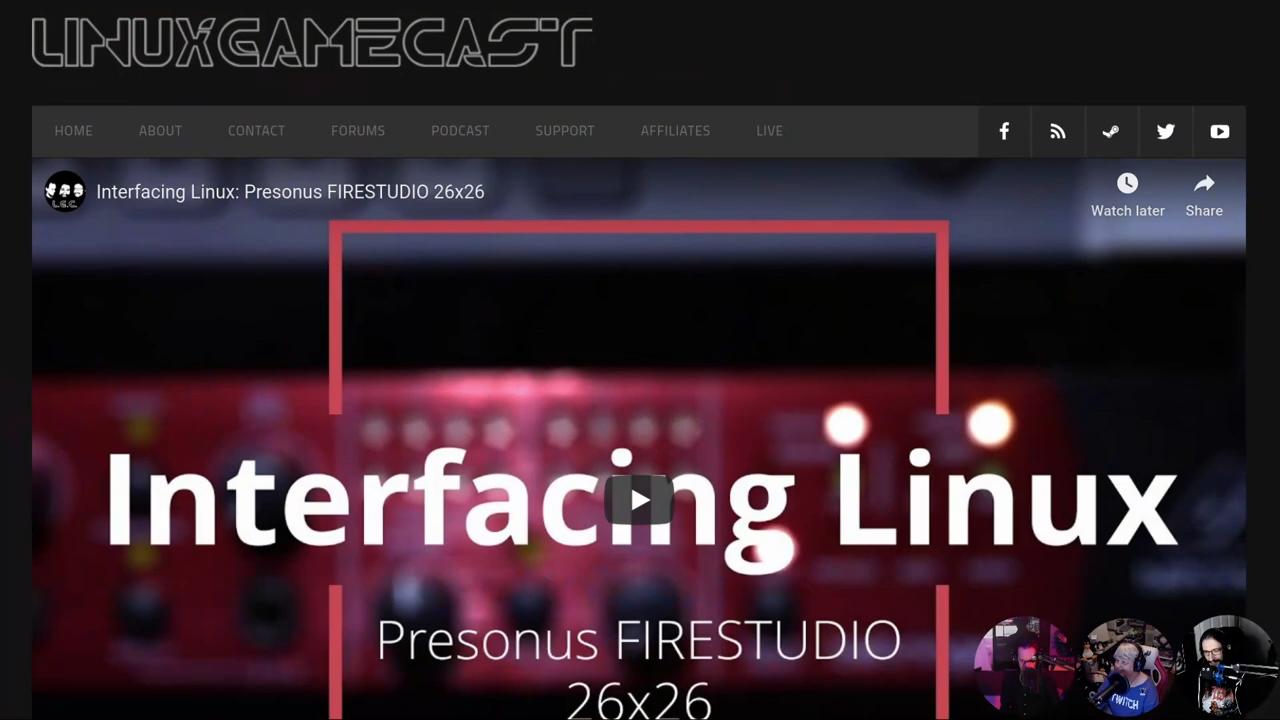 LINUXGAMECAST
HOME ABOUT CONTACT FORUMS PODCAST SUPPORT AFFILIATES LIVE
Interfacing Linux: Presonus FIRESTUDIO 26x26
Watch later Share
L.G.C.
Interfacing Linux
Presonus FIRESTUDIO
26x26
TWITCH